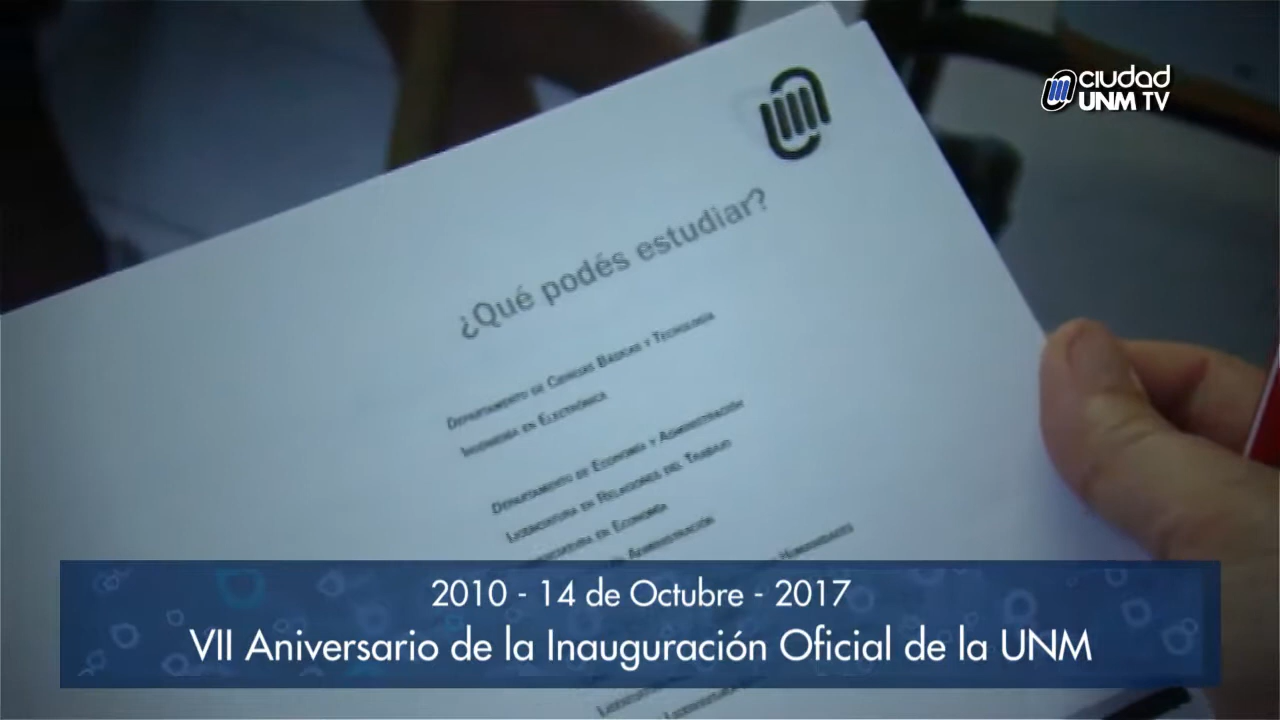 ciudad
UNM TV
¿Qué podés estudiar?
Departamento de Ciencias Básicas y Tecnología
Ingeniería en Electrónica
Departamento de Economía y Administración
Licenciatura en Relaciones del Trabajo
Licenciatura en Economía
Administración
Humanidades
2010 - 14 de Octubre - 2017
VII Aniversario de la Inauguración Oficial de la UNM